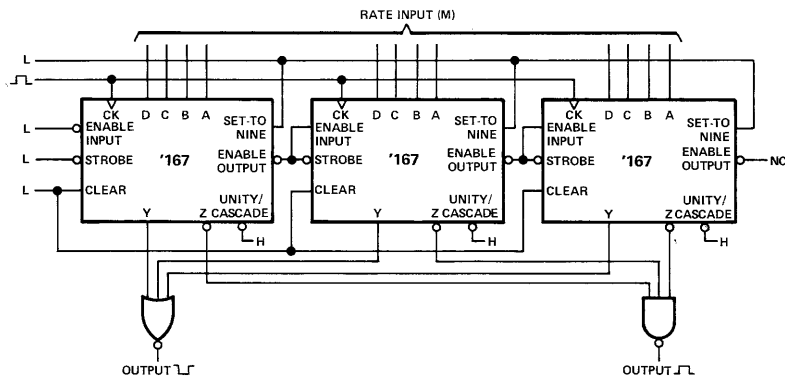 RATE INPUT (M)
L
CK D C B A SET-TO NINE
CK D C B A SET-TO NINE
CK D C B A SET-TO NINE
L ENABLE INPUT
ENABLE INPUT
ENABLE INPUT
L STROBE '167 ENABLE OUTPUT
STROBE '167 ENABLE OUTPUT
STROBE '167 ENABLE OUTPUT NC
L CLEAR UNITY/ CASCADE
CLEAR UNITY/ CASCADE
CLEAR UNITY/ CASCADE
Y Z H
Y Z H
Y Z H
OUTPUT
OUTPUT